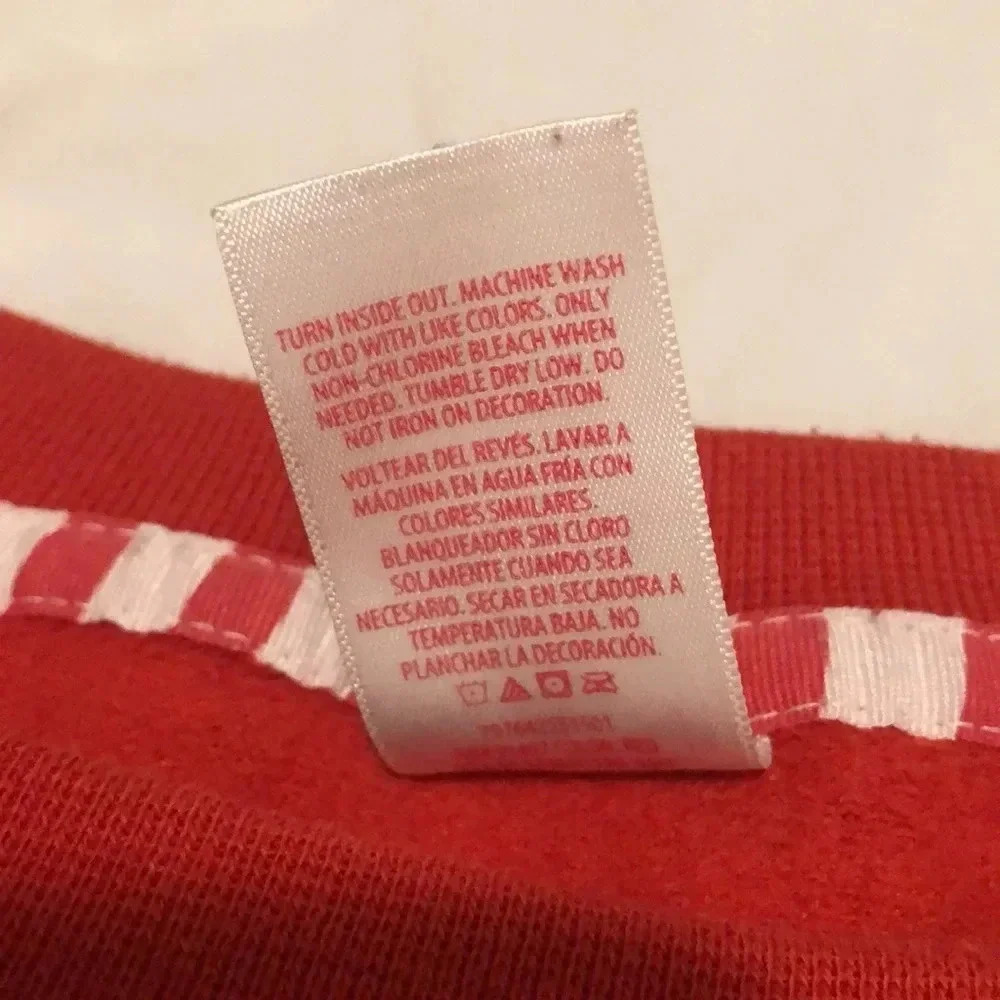 TURN INSIDE OUT. MACHINE WASH
COLD WITH LIKE COLORS. ONLY
NON-CHLORINE BLEACH WHEN
NEEDED. TUMBLE DRY LOW. DO
NOT IRON ON DECORATION.
VOLTEAR DEL REVÉS. LAVAR A
MÁQUINA EN AGUA FRÍA CON
COLORES SIMILARES.
BLANQUEADOR SIN CLORO
SOLAMENTE CUANDO SEA
NECESARIO. SECAR EN SECADORA A
TEMPERATURA BAJA. NO
PLANCHAR LA DECORACIÓN.